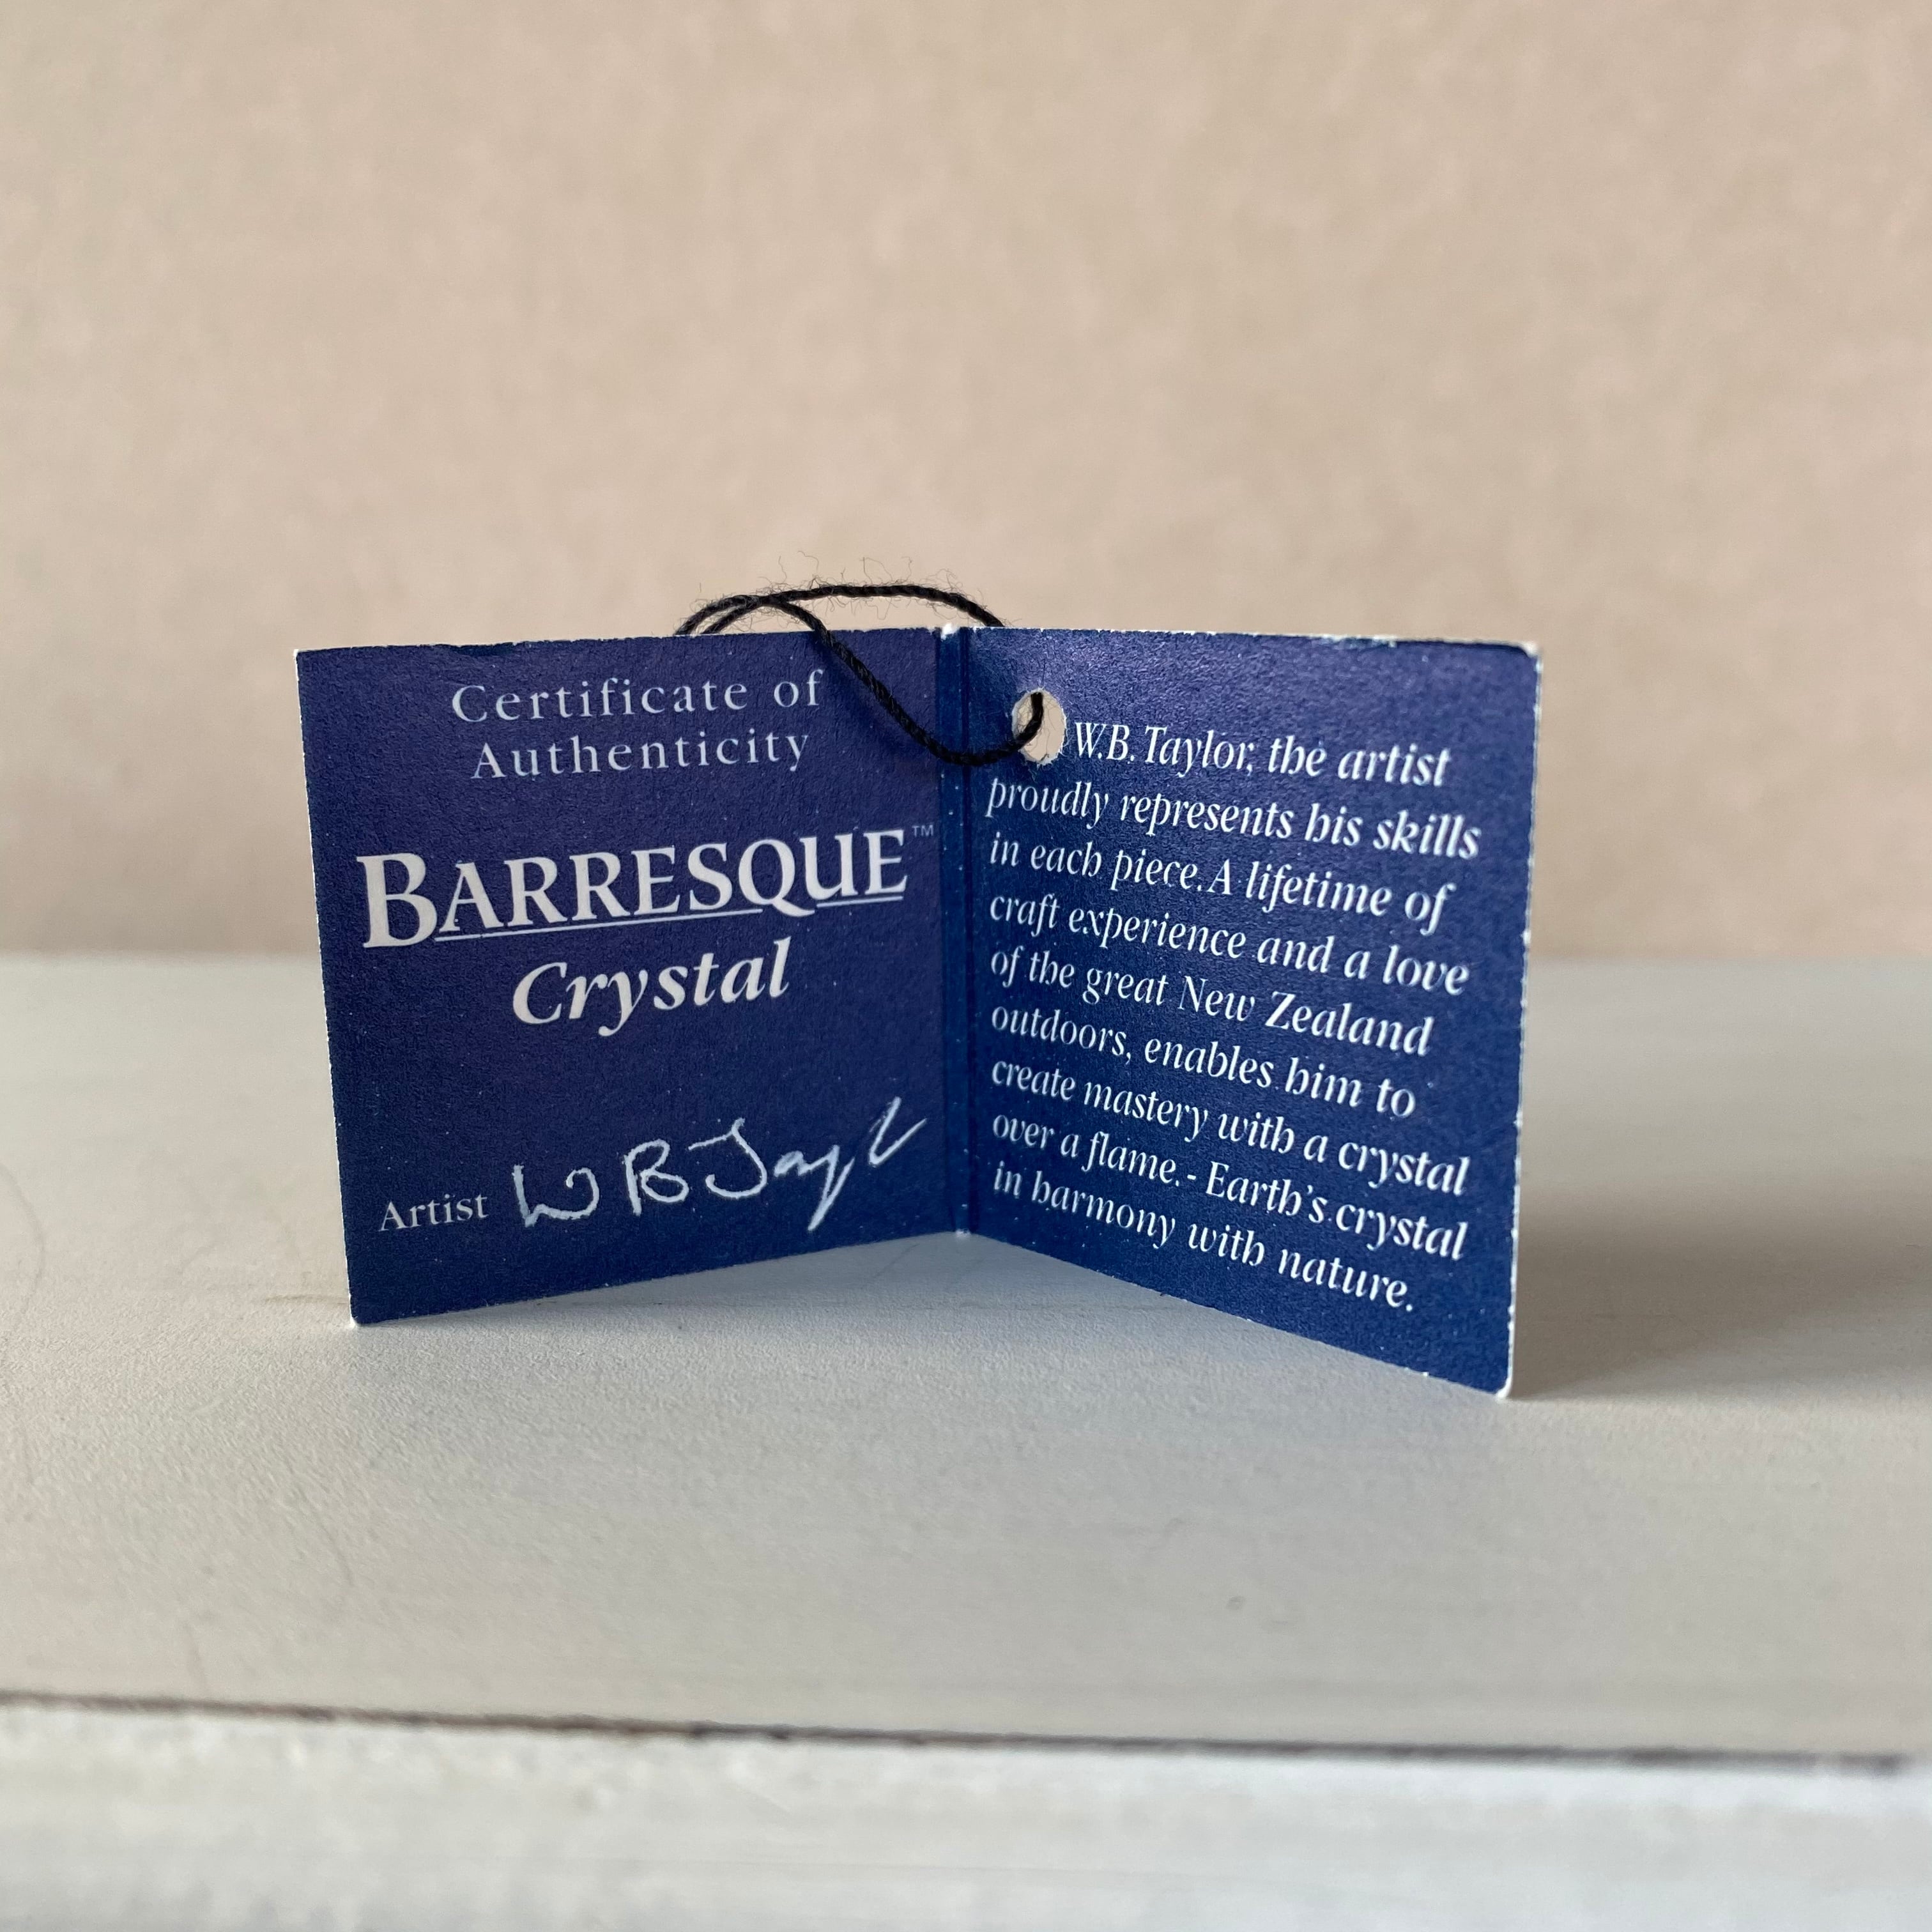 Certificate of
Authenticity
BARRESQUE™
Crystal
Artist W B Taylor
W.B. Taylor, the artist
proudly represents his skills
in each piece. A lifetime of
craft experience and a love
of the great New Zealand
outdoors, enables him to
create mastery with a crystal
over a flame. - Earth's crystal
in harmony with nature.